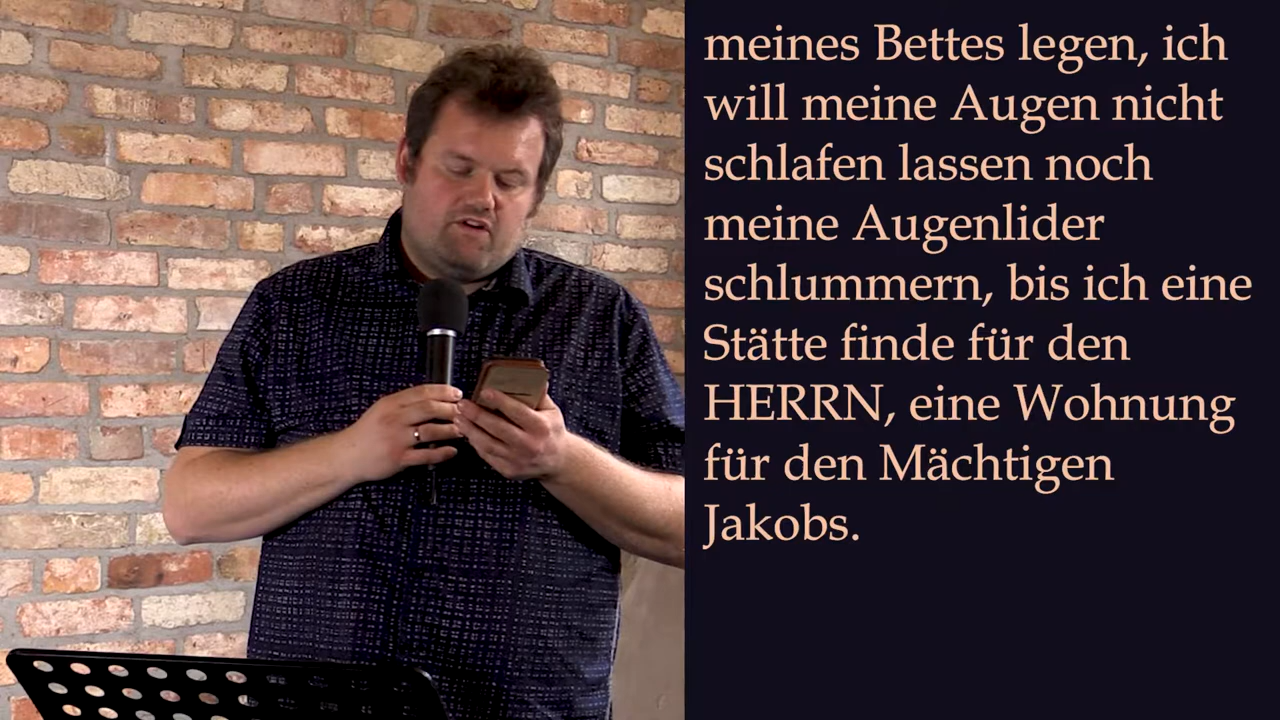 meines Bettes legen, ich
will meine Augen nicht
schlafen lassen noch
meine Augenlider
schlummern, bis ich eine
Stätte finde für den
HERRN, eine Wohnung
für den Mächtigen
Jakobs.